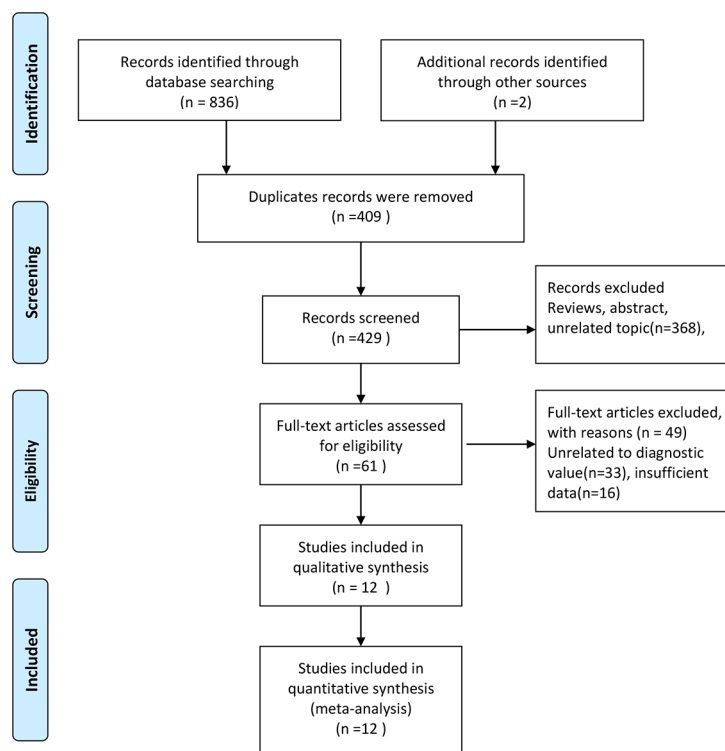 Identification
Records identified through
database searching
(n = 836)
Additional records identified
through other sources
(n =2)
Duplicates records were removed
(n =409 )
Screening
Records screened
(n =429 )
Records excluded
Reviews, abstract,
unrelated topic(n=368),
Eligibility
Full-text articles assessed
for eligibility
(n =61 )
Full-text articles excluded,
with reasons (n = 49)
Unrelated to diagnostic
value(n=33), insufficient
data(n=16)
Studies included in
qualitative synthesis
(n = 12 )
Included
Studies included in
quantitative synthesis
(meta-analysis)
(n =12 )